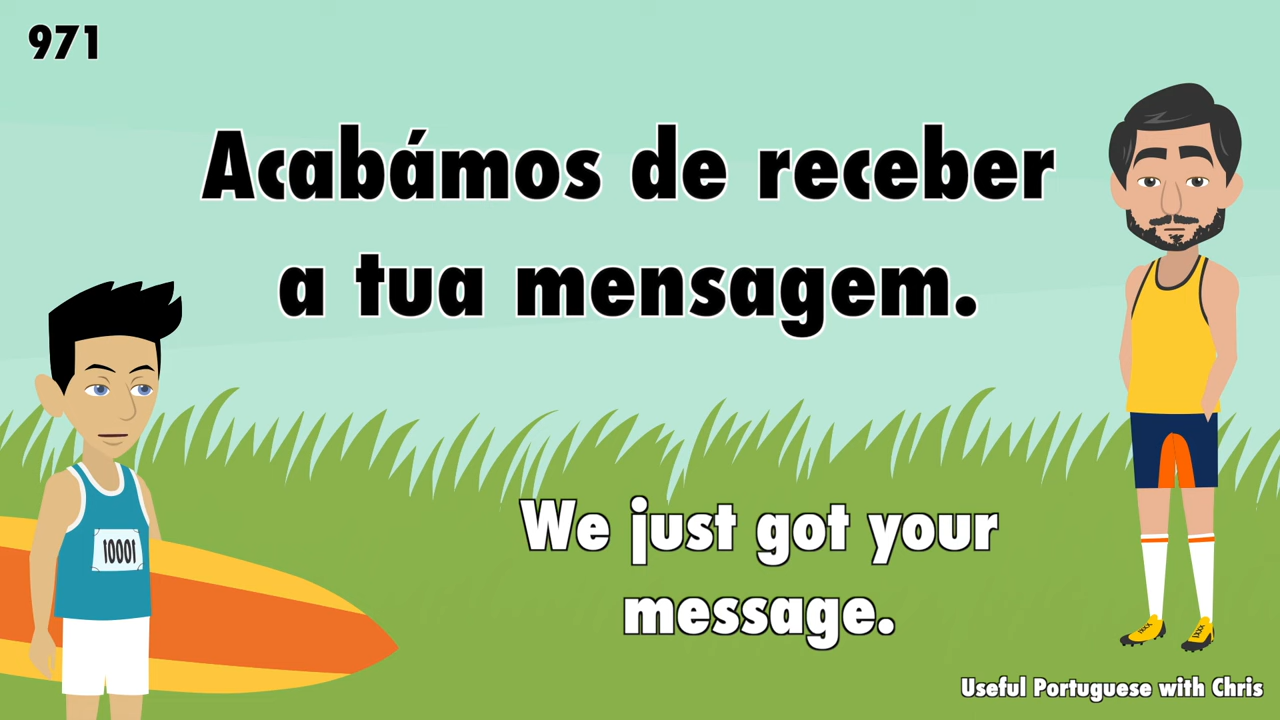 971
Acabámos de receber
a tua mensagem.
10001
We just got your
message.
Useful Portuguese with Chris